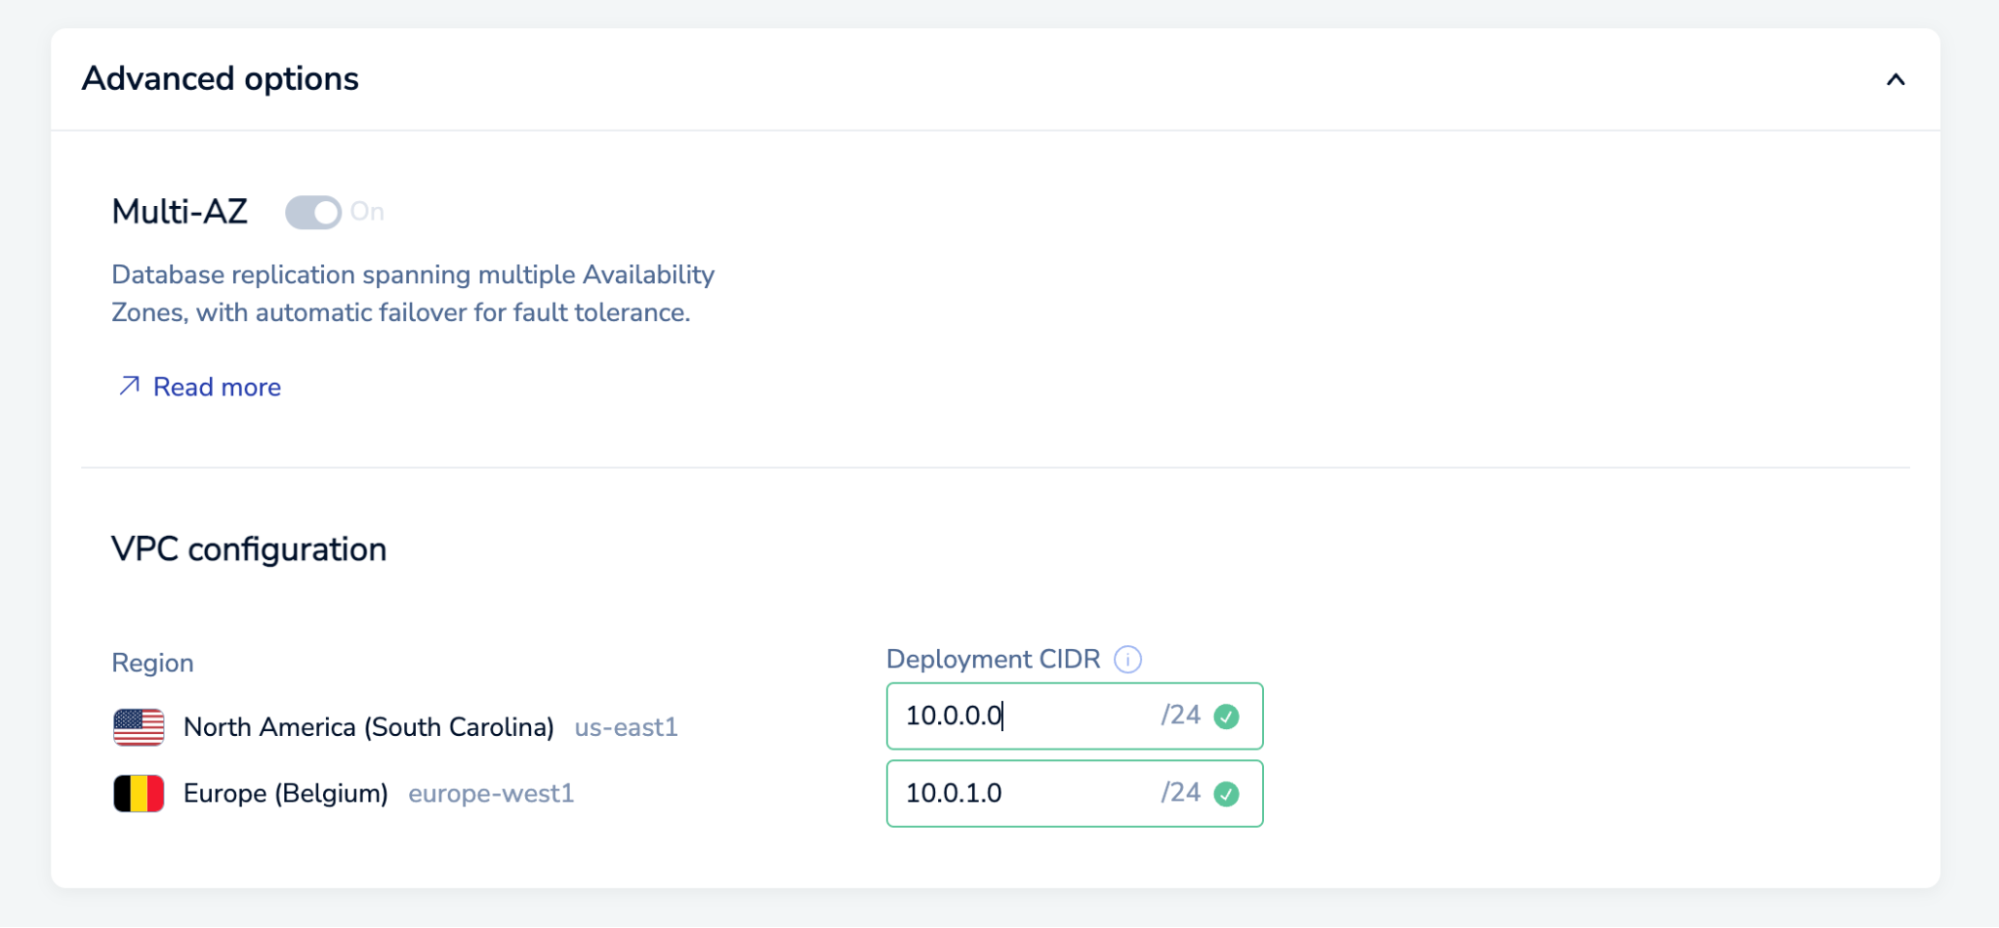 Advanced options
Multi-AZ On
Database replication spanning multiple Availability
Zones, with automatic failover for fault tolerance.
Read more
VPC configuration
Region
Deployment CIDR i
North America (South Carolina) us-east1
10.0.0.0 /24
Europe (Belgium) europe-west1
10.0.1.0 /24